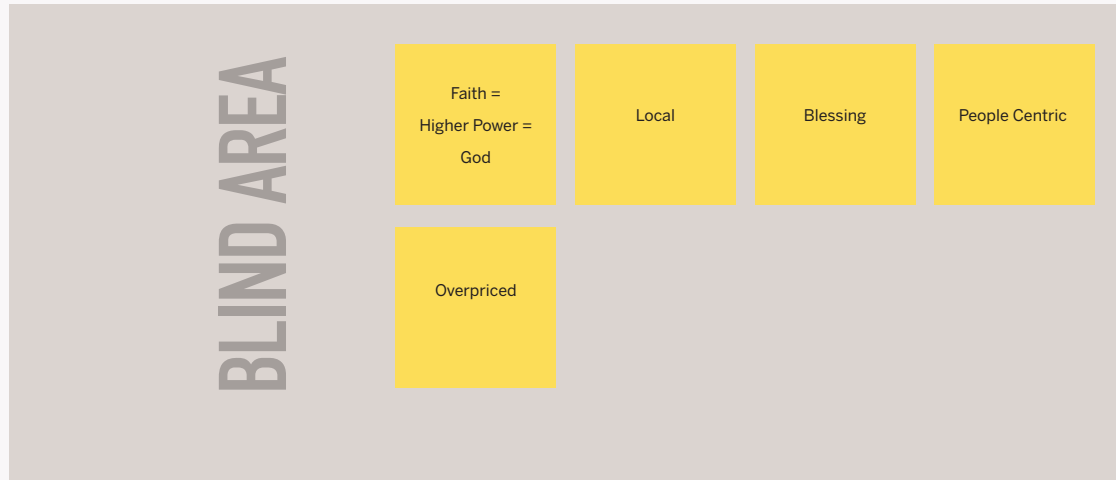 BLIND AREA
Faith =
Higher Power =
God
Local
Blessing
People Centric
Overpriced